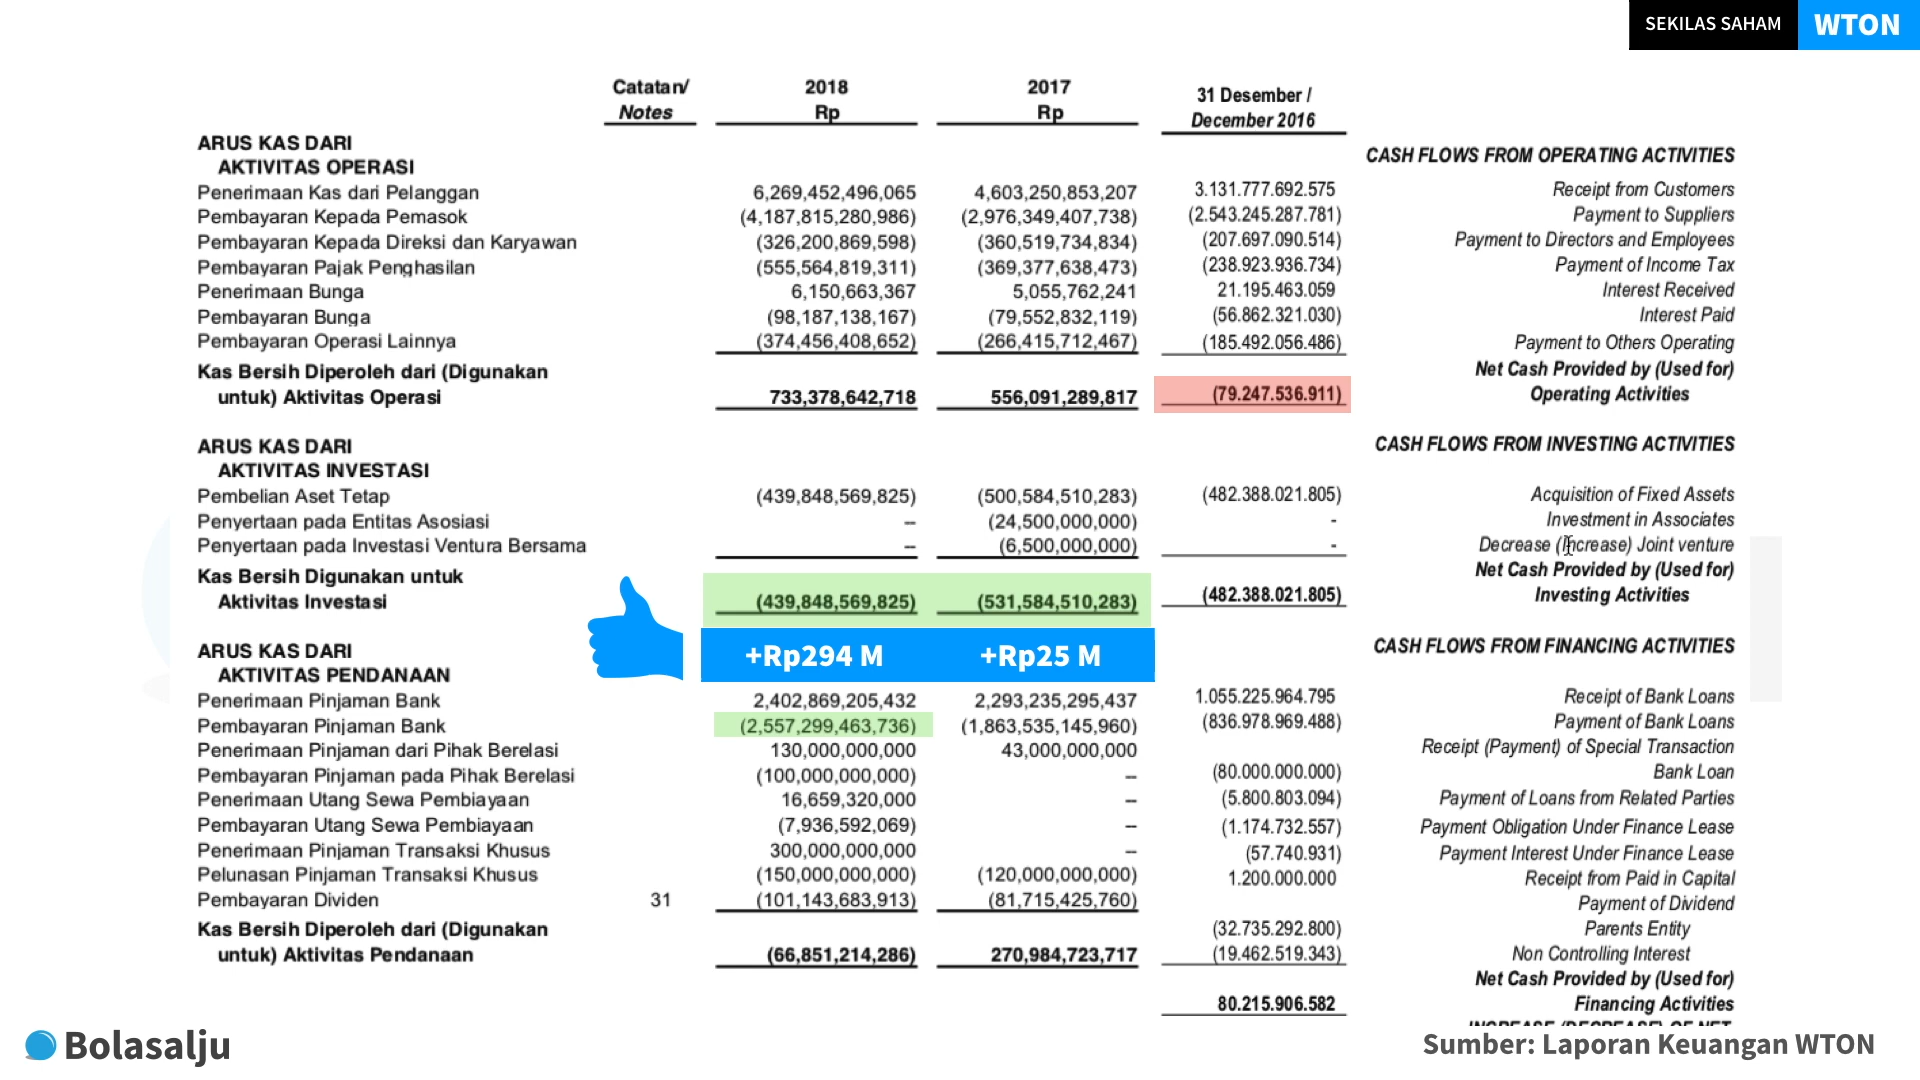 SEKILAS SAHAM WTON
Catatan/ 2018 2017 31 Desember /
Notes Rp Rp December 2016
ARUS KAS DARI
AKTIVITAS OPERASI CASH FLOWS FROM OPERATING ACTIVITIES
Penerimaan Kas dari Pelanggan 6,269,452,496,065 4,603,250,853,207 3.131.777.692.575 Receipt from Customers
Pembayaran Kepada Pemasok (4,187,815,280,986) (2,976,349,407,738) (2.543.245.287.781) Payment to Suppliers
Pembayaran Kepada Direksi dan Karyawan (326,200,869,598) (360,519,734,834) (207.697.090.514) Payment to Directors and Employees
Pembayaran Pajak Penghasilan (555,564,819,311) (369,377,638,473) (238.923.936.734) Payment of Income Tax
Penerimaan Bunga 6,150,663,367 5,055,762,241 21.195.463.059 Interest Received
Pembayaran Bunga (98,187,138,167) (79,552,832,119) (56.862.321.030) Interest Paid
Pembayaran Operasi Lainnya (374,456,408,652) (266,415,712,467) (185.492.056.486) Payment to Others Operating
Kas Bersih Diperoleh dari (Digunakan Net Cash Provided by (Used for)
untuk) Aktivitas Operasi 733,378,642,718 556,091,289,817 (79.247.536.911) Operating Activities
ARUS KAS DARI CASH FLOWS FROM INVESTING ACTIVITIES
AKTIVITAS INVESTASI
Pembelian Aset Tetap (439,848,569,825) (500,584,510,283) (482.388.021.805) Acquisition of Fixed Assets
Penyertaan pada Entitas Asosiasi -- (24,500,000,000) - Investment in Associates
Penyertaan pada Investasi Ventura Bersama -- (6,500,000,000) - Decrease (Increase) Joint venture
Kas Bersih Digunakan untuk Net Cash Provided by (Used for)
Aktivitas Investasi (439,848,569,825) (531,584,510,283) (482.388.021.805) Investing Activities
+Rp294 M +Rp25 M
ARUS KAS DARI CASH FLOWS FROM FINANCING ACTIVITIES
AKTIVITAS PENDANAAN
Penerimaan Pinjaman Bank 2,402,869,205,432 2,293,235,295,437 1.055.225.964.795 Receipt of Bank Loans
Pembayaran Pinjaman Bank (2,557,299,463,736) (1,863,535,145,960) (836.978.969.488) Payment of Bank Loans
Penerimaan Pinjaman dari Pihak Berelasi 130,000,000,000 43,000,000,000 Receipt (Payment) of Special Transaction
Pembayaran Pinjaman pada Pihak Berelasi (100,000,000,000) -- (80.000.000.000) Bank Loan
Penerimaan Utang Sewa Pembiayaan 16,659,320,000 -- (5.800.803.094) Payment of Loans from Related Parties
Pembayaran Utang Sewa Pembiayaan (7,936,592,069) -- (1.174.732.557) Payment Obligation Under Finance Lease
Penerimaan Pinjaman Transaksi Khusus 300,000,000,000 -- (57.740.931) Payment Interest Under Finance Lease
Pelunasan Pinjaman Transaksi Khusus (150,000,000,000) (120,000,000,000) 1.200.000.000 Receipt from Paid in Capital
Pembayaran Dividen 31 (101,143,683,913) (81,715,425,760) Payment of Dividend
Kas Bersih Diperoleh dari (Digunakan (32.735.292.800) Parents Entity
untuk) Aktivitas Pendanaan (66,851,214,286) 270,984,723,717 (19.462.519.343) Non Controlling Interest
Net Cash Provided by (Used for)
80.215.906.582 Financing Activities
Bolasalju Sumber: Laporan Keuangan WTON